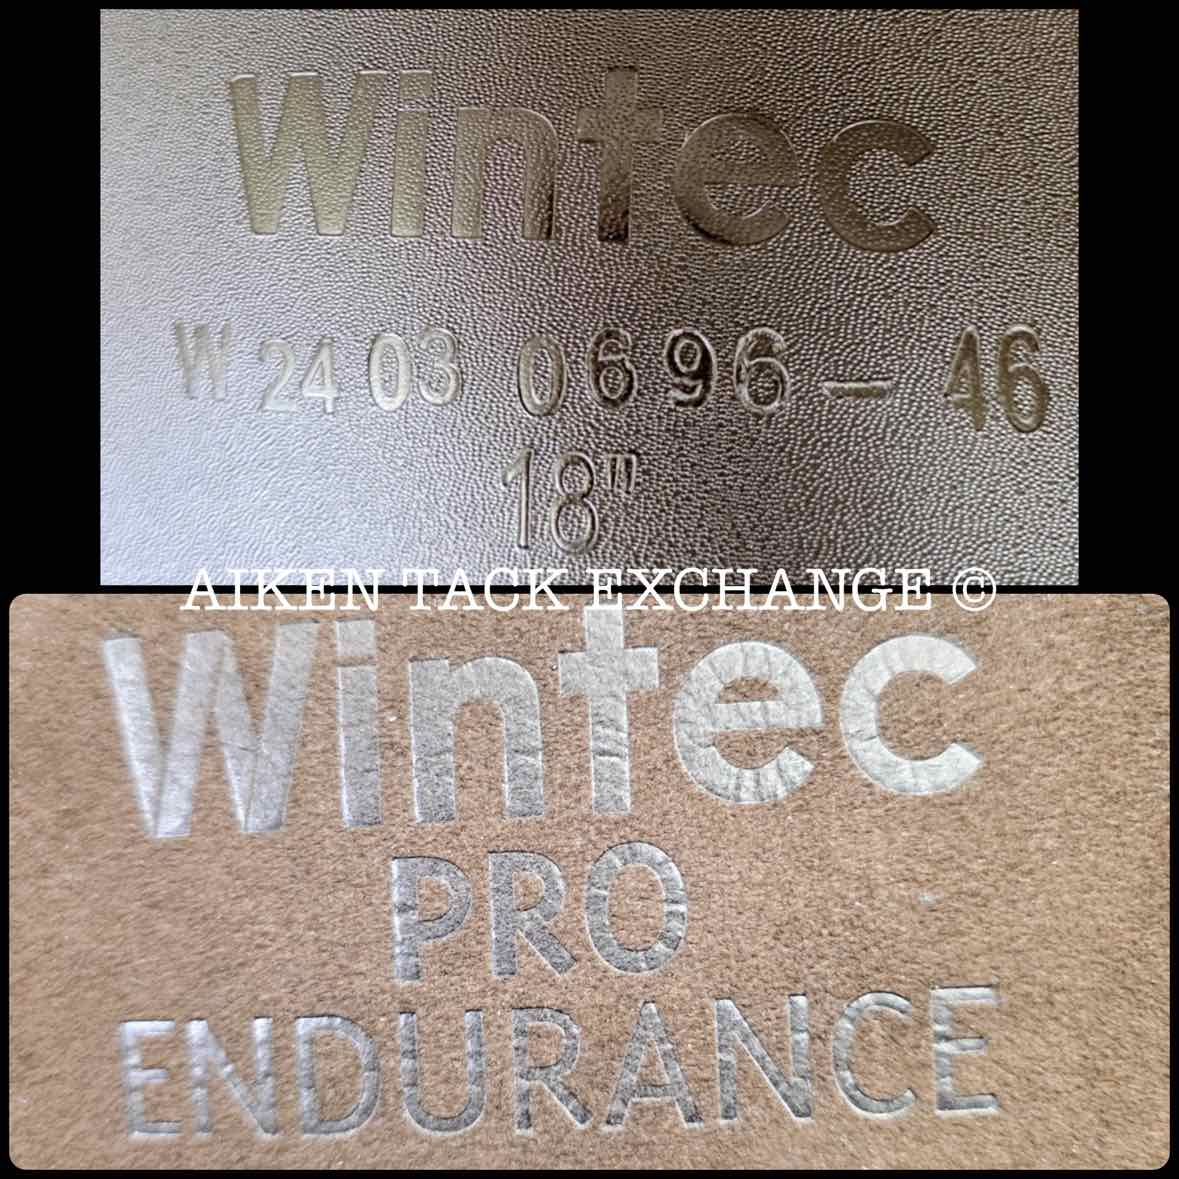 Wintec
W 24 03 0696-46
18"
AIKEN TACK EXCHANGE ©
Wintec
PRO
ENDURANCE